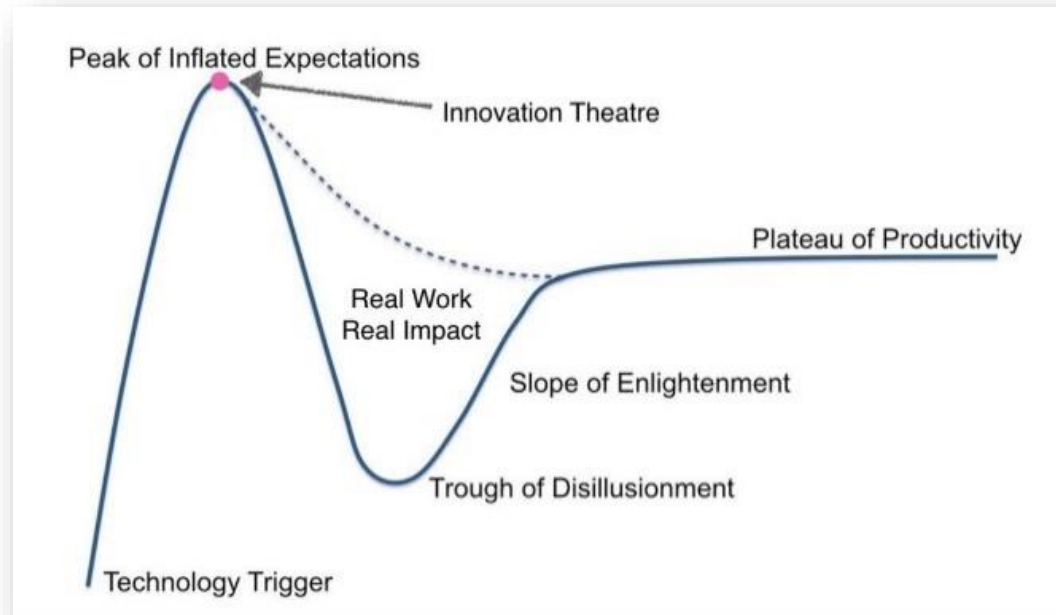 Peak of Inflated Expectations
Innovation Theatre
Plateau of Productivity
Real Work
Real Impact
Slope of Enlightenment
Trough of Disillusionment
Technology Trigger